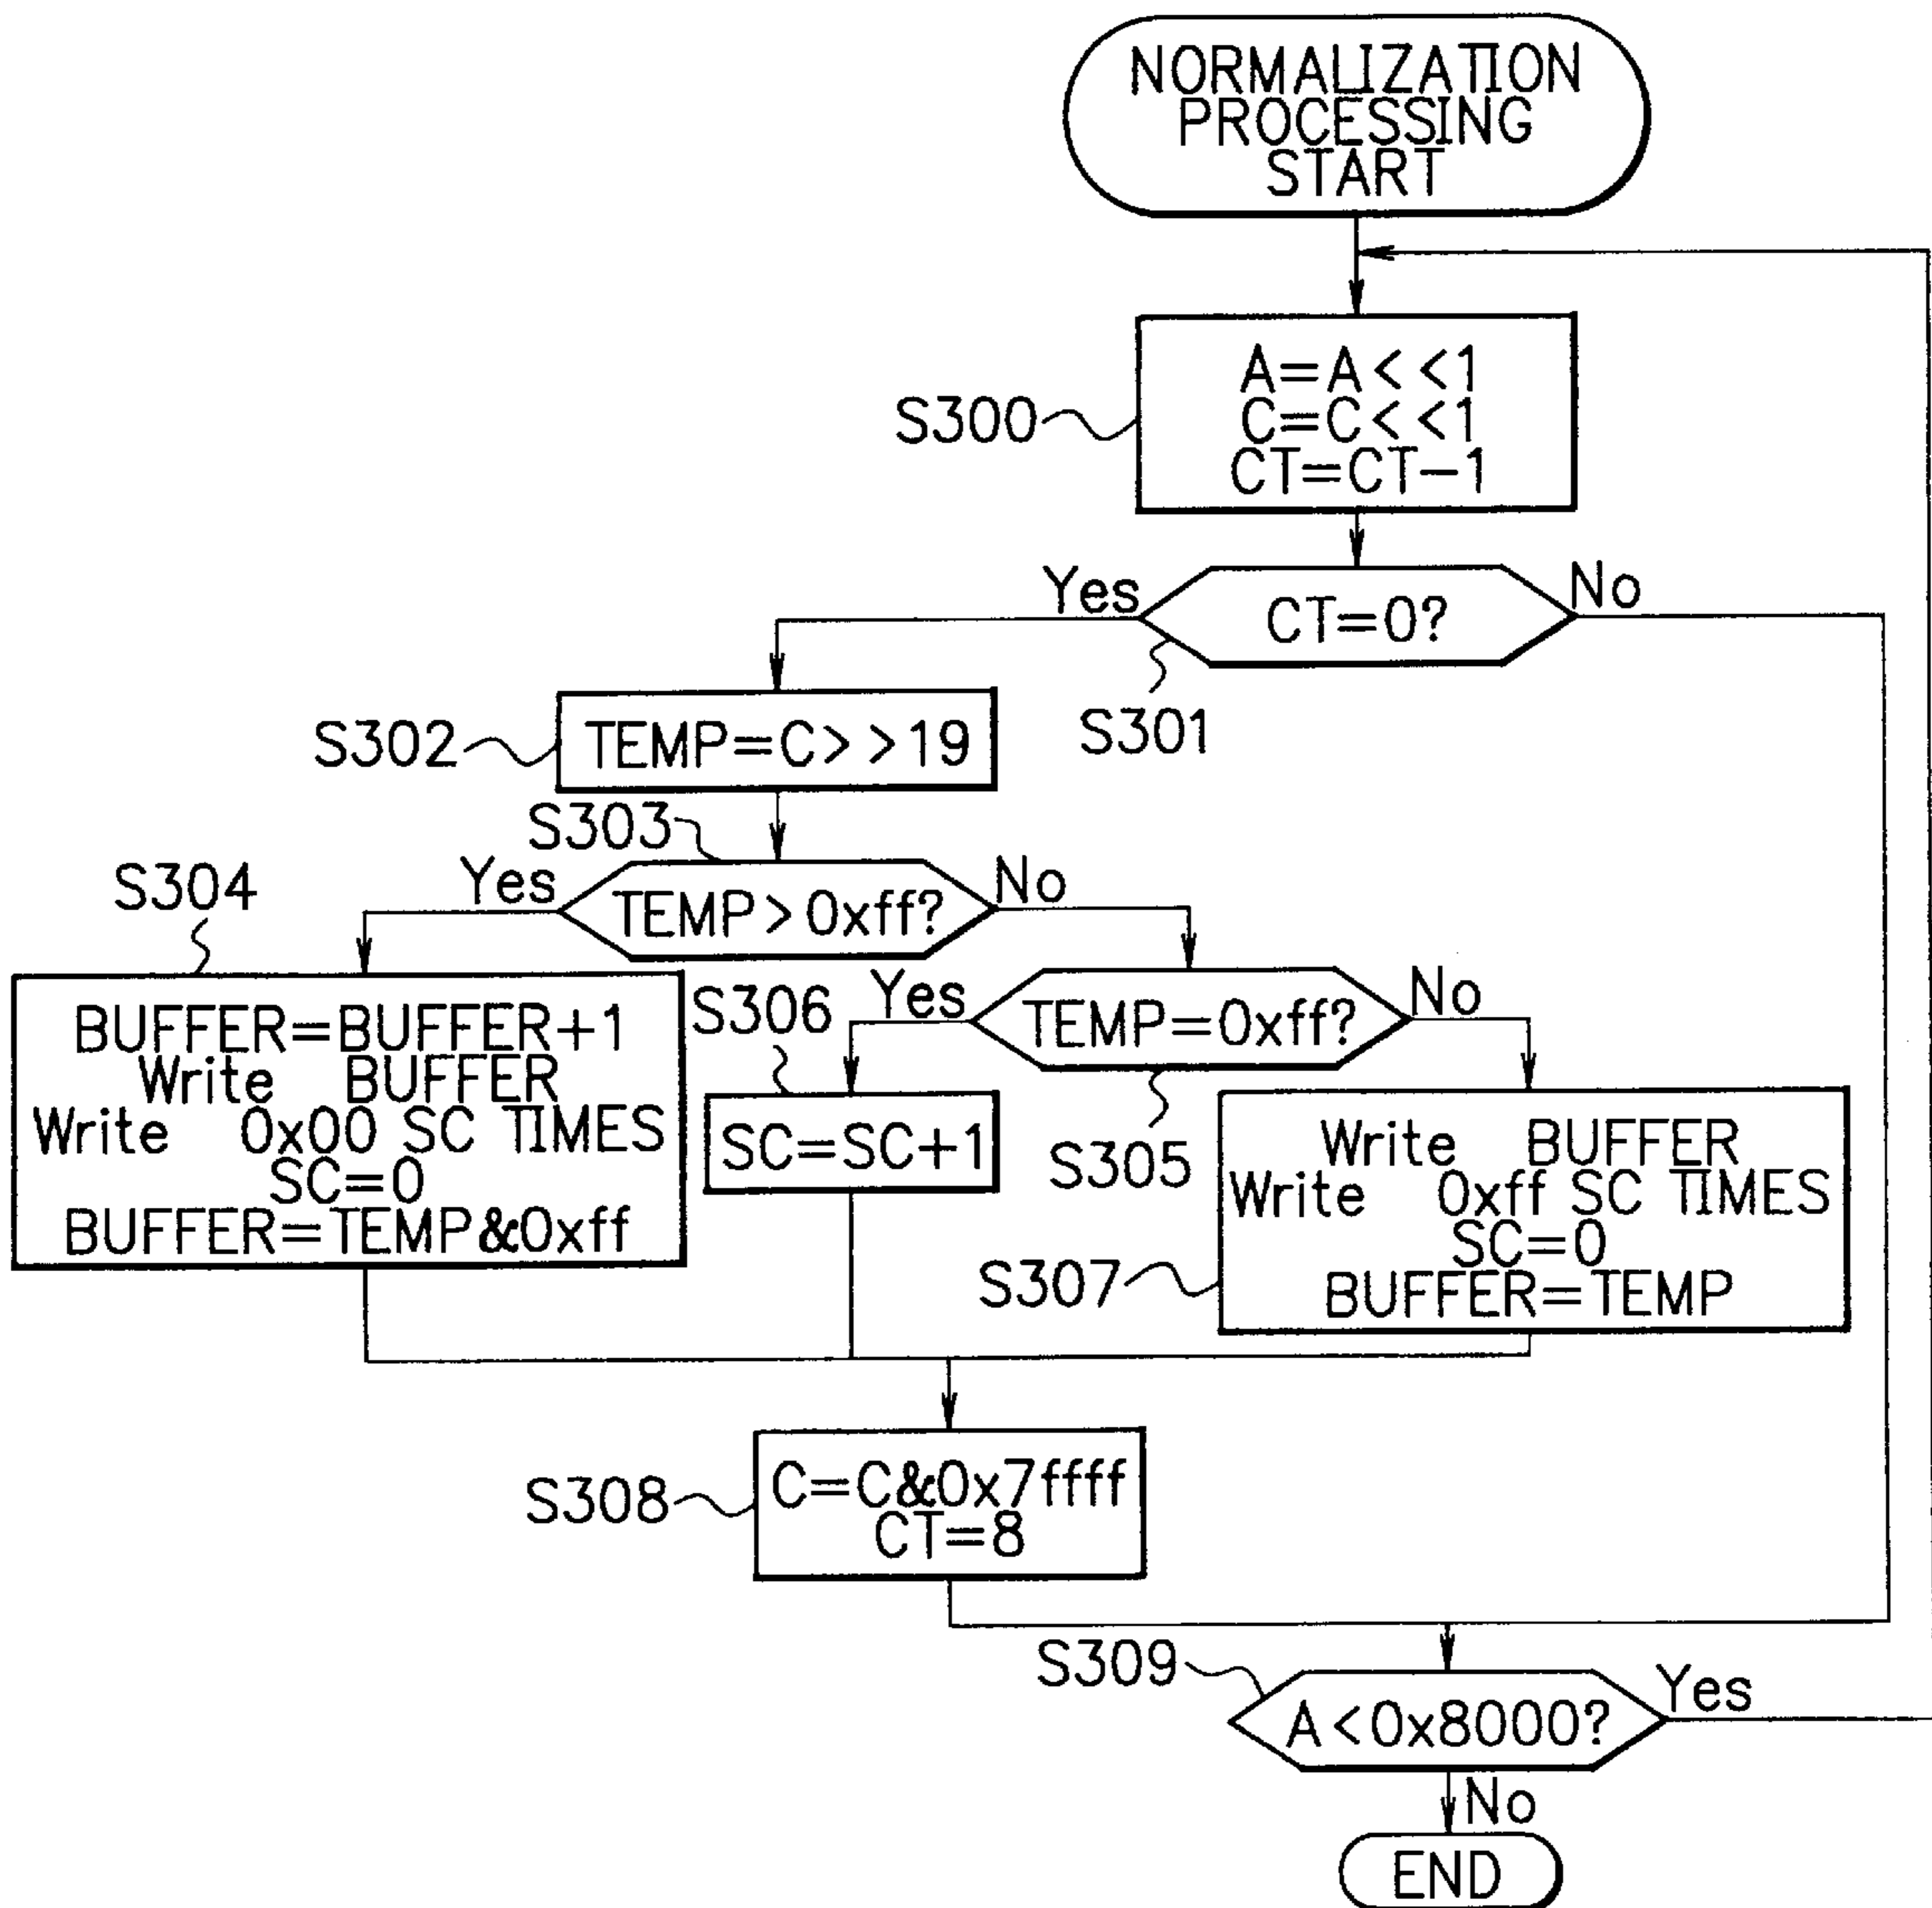 NORMALIZATION
PROCESSING
START
S300
A=A<<1
C=C<<1
CT=CT-1
Yes
CT=0?
No
S301
S302
TEMP=C>>19
S303
S304
Yes
TEMP>0xff?
No
BUFFER=BUFFER+1
Write BUFFER
Write 0x00 SC TIMES
SC=0
BUFFER=TEMP&0xff
S306
Yes
TEMP=0xff?
No
SC=SC+1
S305
S307
Write BUFFER
Write 0xff SC TIMES
SC=0
BUFFER=TEMP
S308
C=C&0x7ffff
CT=8
S309
A<0x8000?
Yes
No
END